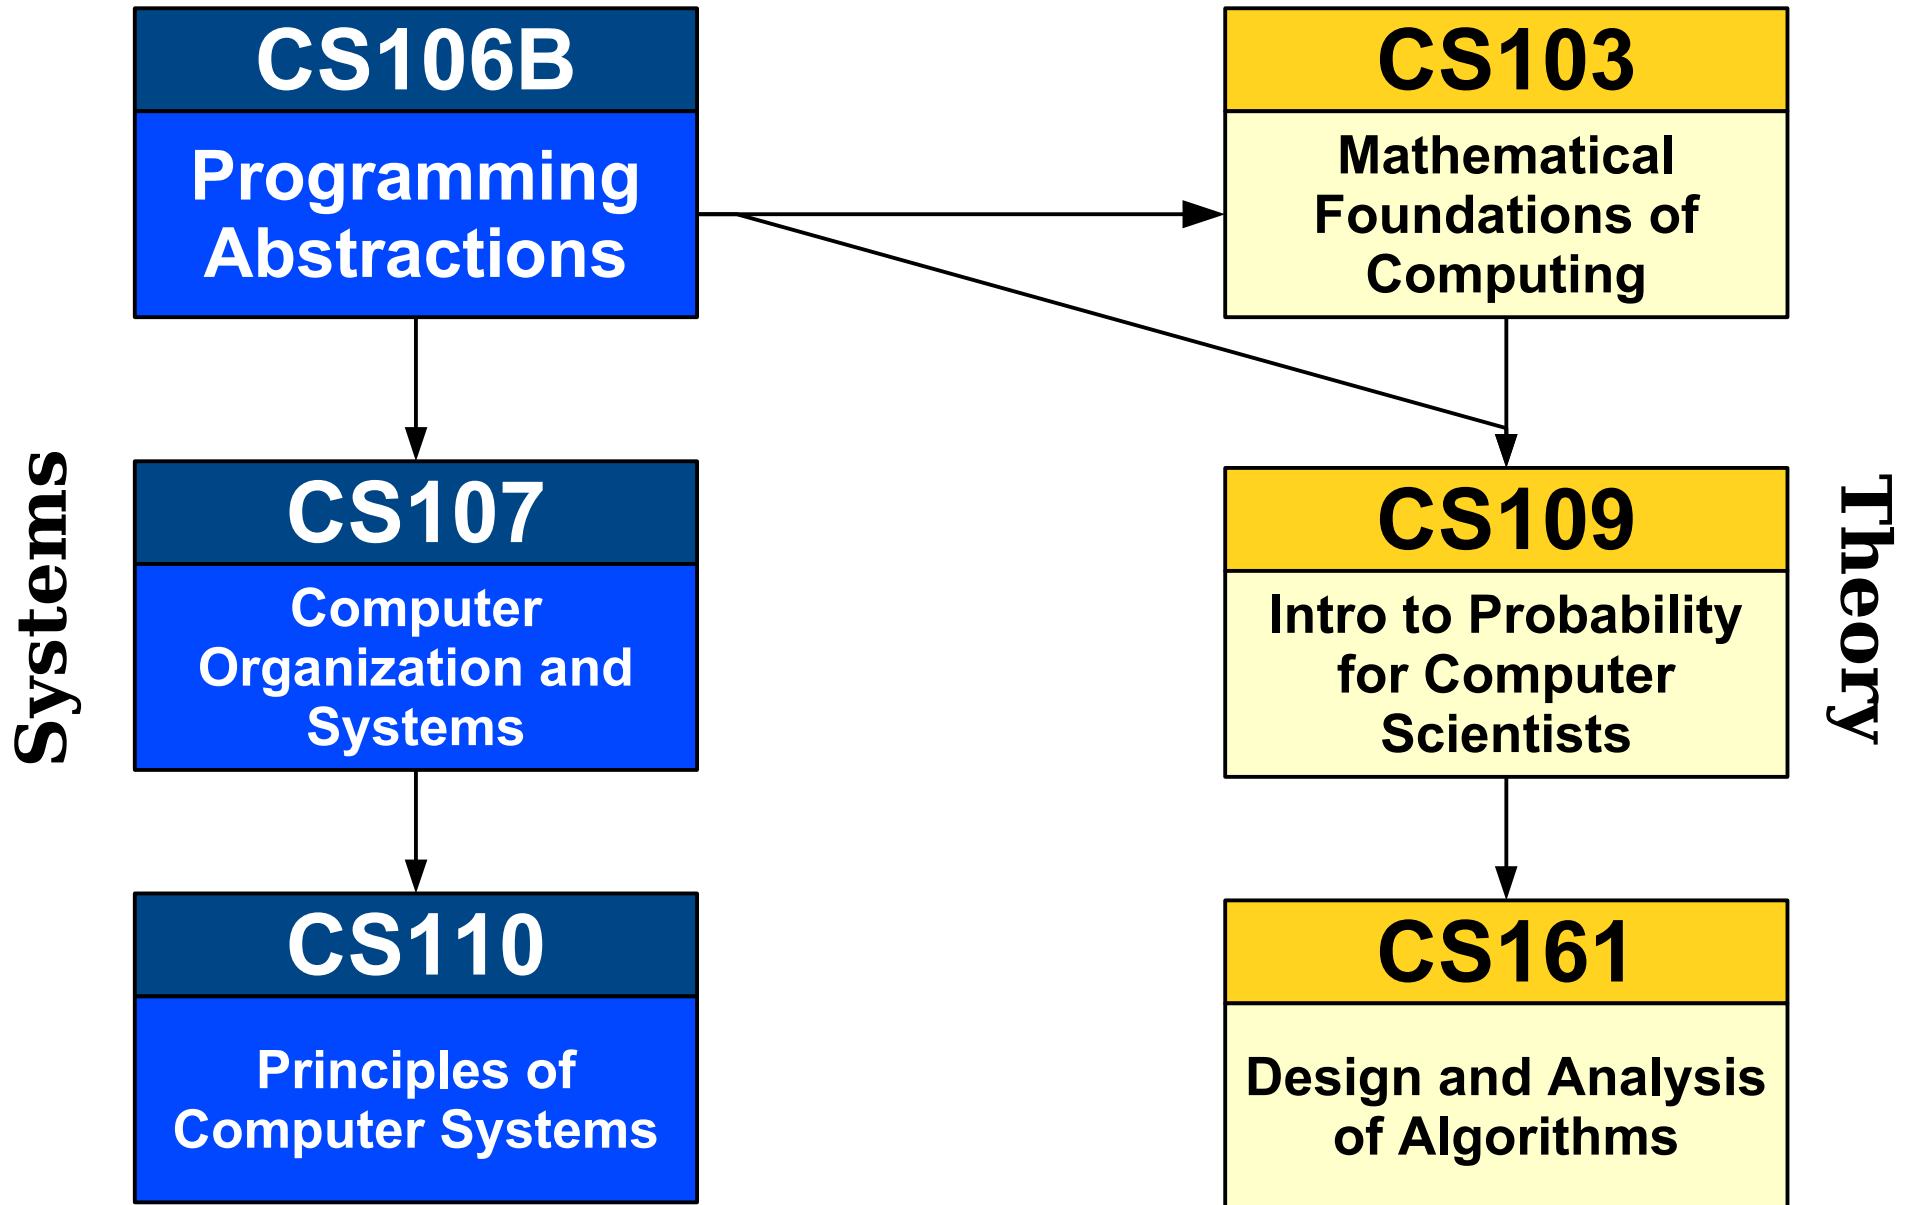 CS106B
Programming
Abstractions
CS103
Mathematical
Foundations of
Computing
Systems
CS107
Computer
Organization and
Systems
CS109
Intro to Probability
for Computer
Scientists
Theory
CS110
Principles of
Computer Systems
CS161
Design and Analysis
of Algorithms